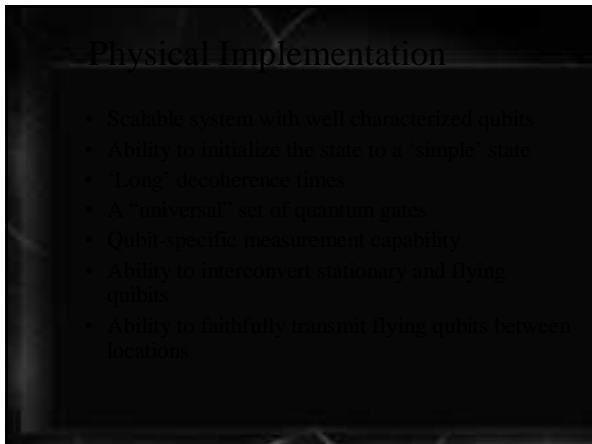 Physical Implementation
• Scalable system with well characterized qubits
• Ability to initialize the state to a ‘simple’ state
• ‘Long’ decoherence times
• A “universal” set of quantum gates
• Qubit-specific measurement capability
• Ability to interconvert stationary and flying
quibits
• Ability to faithfully transmit flying qubits between
locations